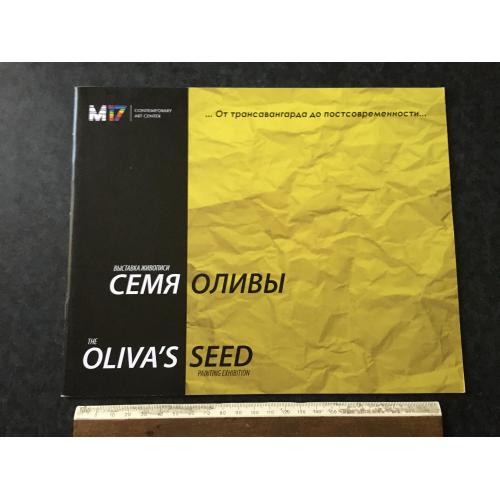 M17 CONTEMPORARY
ART CENTER
... От трансавангарда до постсовременности...
ВЫСТАВКА ЖИВОПИСИ
СЕМЯ ОЛИВЫ
THE
OLIVA'S SEED
PAINTING EXHIBITION